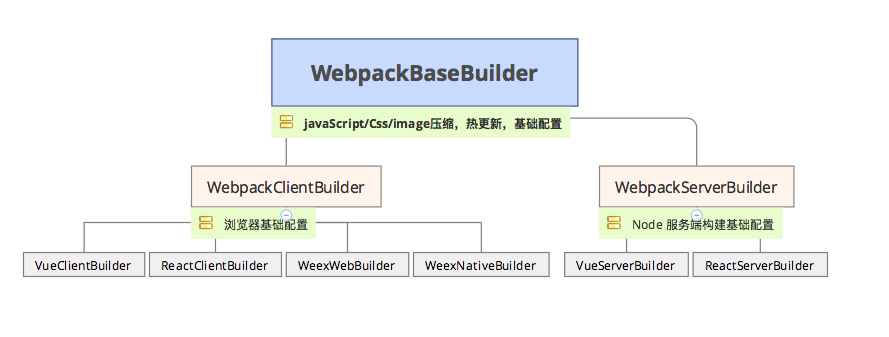 WebpackBaseBuilder
javaScript/Css/image压缩，热更新，基础配置
WebpackClientBuilder
WebpackServerBuilder
浏览器基础配置
Node 服务端构建基础配置
VueClientBuilder
ReactClientBuilder
WeexWebBuilder
WeexNativeBuilder
VueServerBuilder
ReactServerBuilder